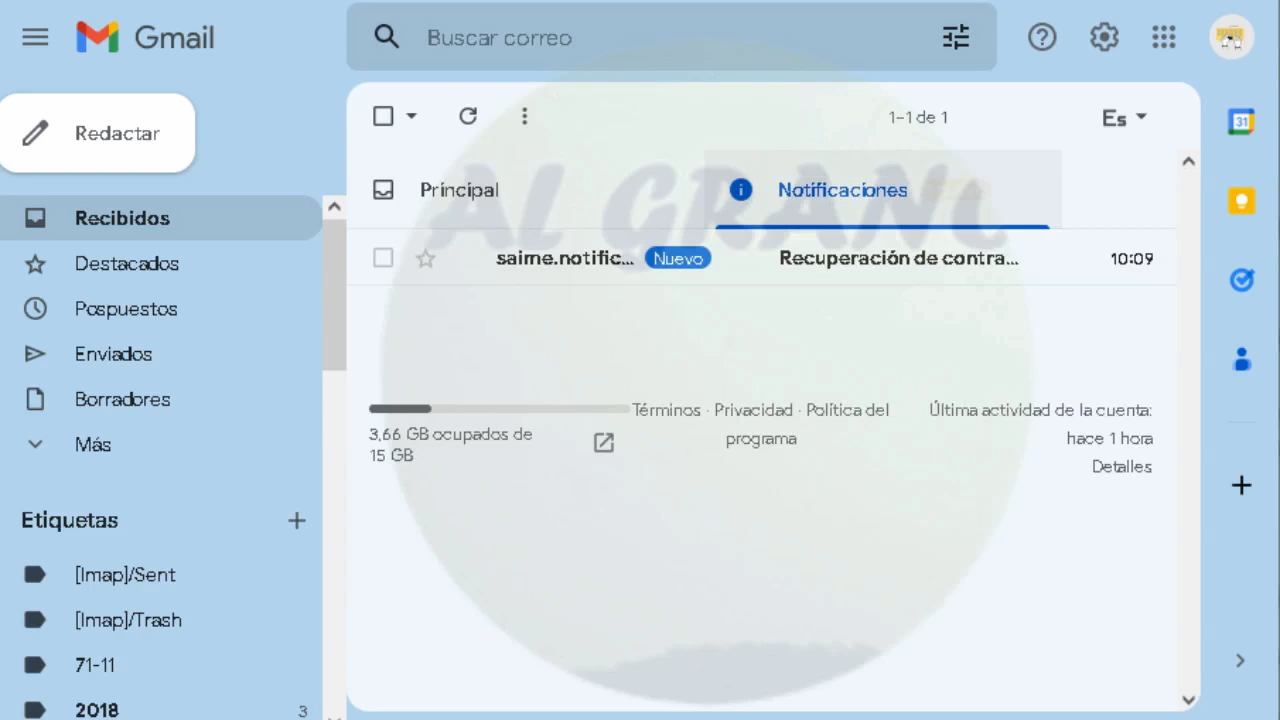 Gmail
Buscar correo
Redactar
1–1 de 1
Es
Principal
Notificaciones
Recibidos
saime.notific... Nuevo Recuperación de contra... 10:09
Destacados
Pospuestos
Enviados
Borradores
Más
3,66 GB ocupados de
15 GB
Términos · Privacidad · Política del
programa
Última actividad de la cuenta:
hace 1 hora
Detalles
Etiquetas
[Imap]/Sent
[Imap]/Trash
71-11
2018 3
AL GRANO
31